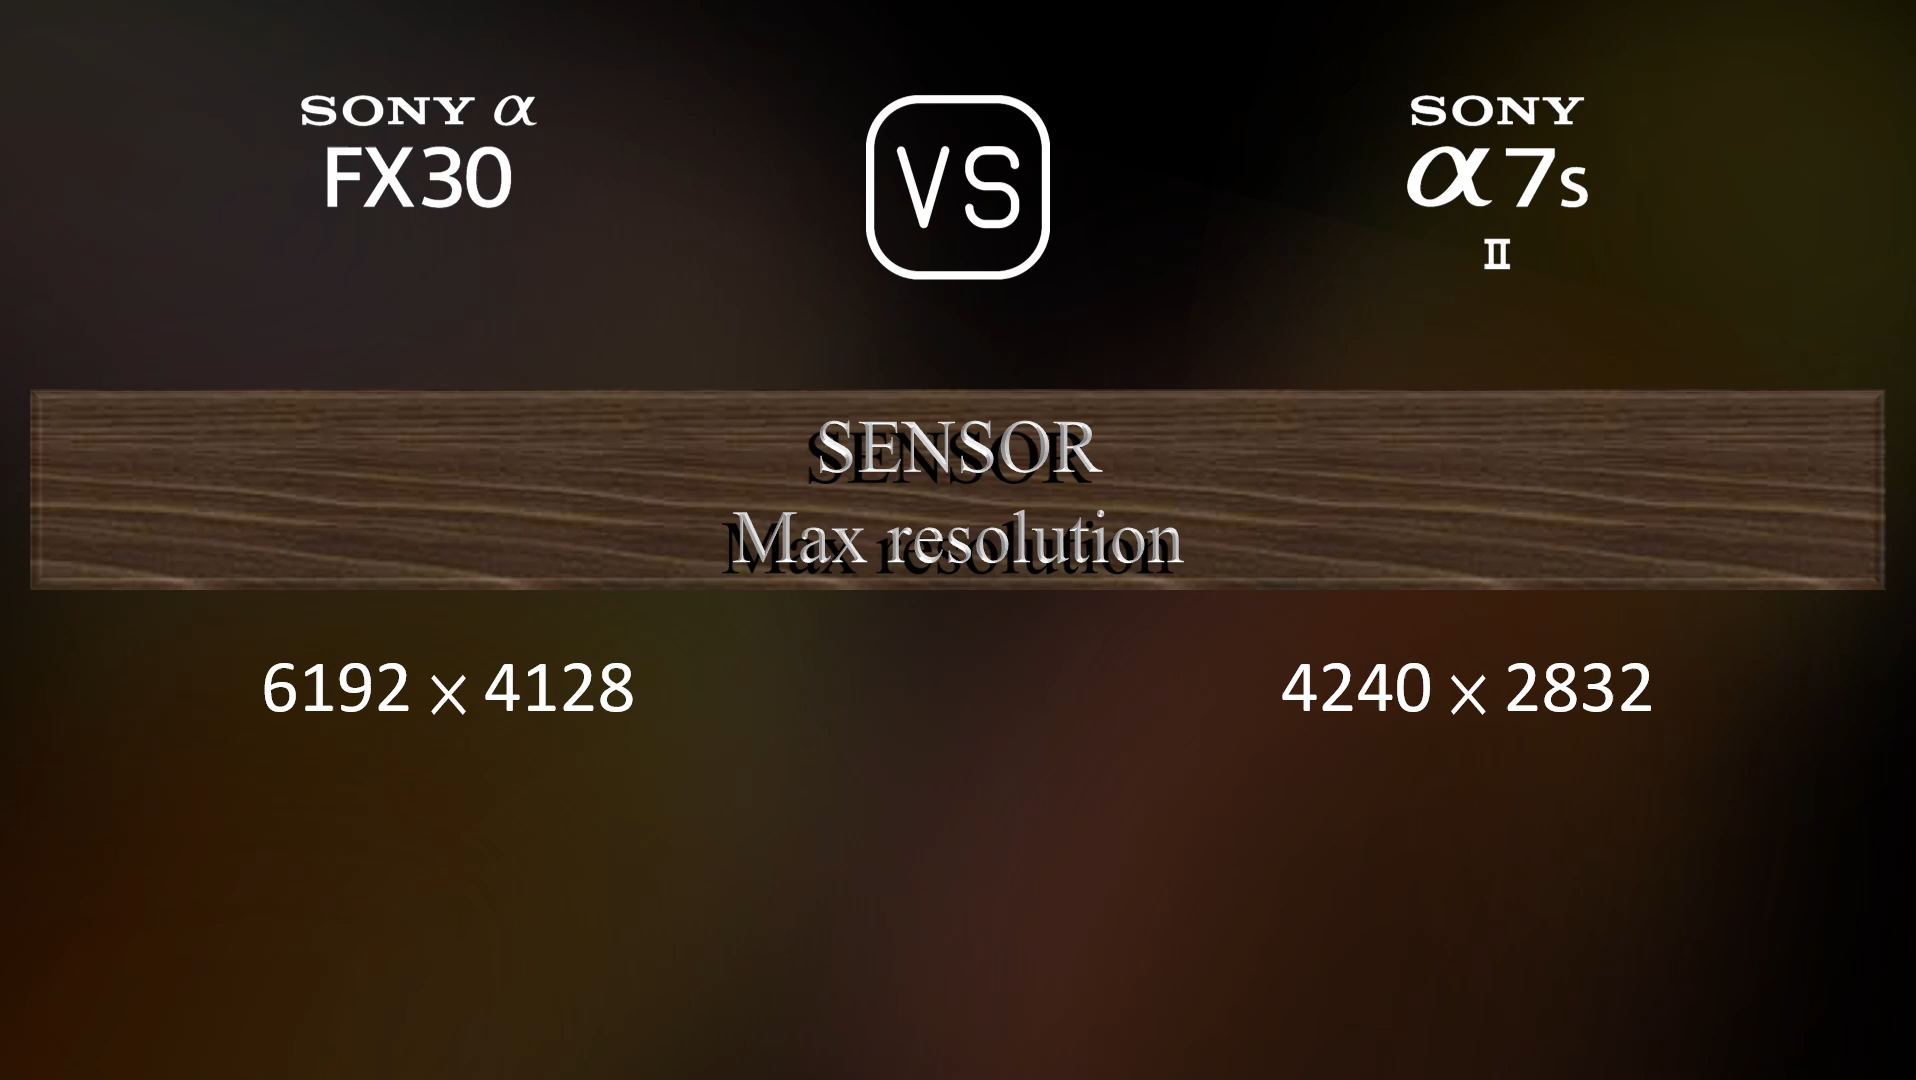 SONY α
FX30
VS
SONY
α7s
II
SENSOR
Max resolution
6192 x 4128
4240 x 2832